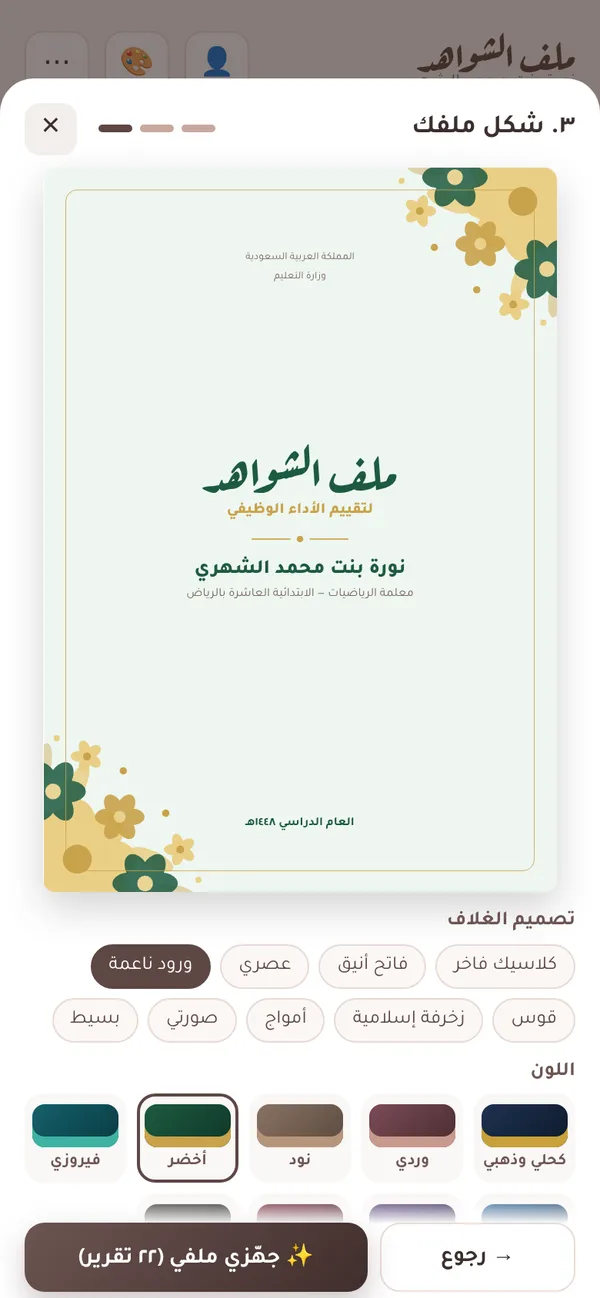 ملف الشواهد
٣. شكل ملفك
المملكة العربية السعودية
وزارة التعليم
ملف الشواهد
لتقييم الأداء الوظيفي
نورة بنت محمد الشهري
معلمة الرياضيات – الابتدائية العاشرة بالرياض
العام الدراسي ١٤٤٨هـ
تصميم الغلاف
كلاسيك فاخر
فاتح أنيق
عصري
ورود ناعمة
قوس
زخرفة إسلامية
أمواج
صورتي
بسيط
اللون
كحلي وذهبي
وردي
نود
أخضر
فيروزي
→ رجوع
✨ جهّزي ملفي (٢٢ تقرير)